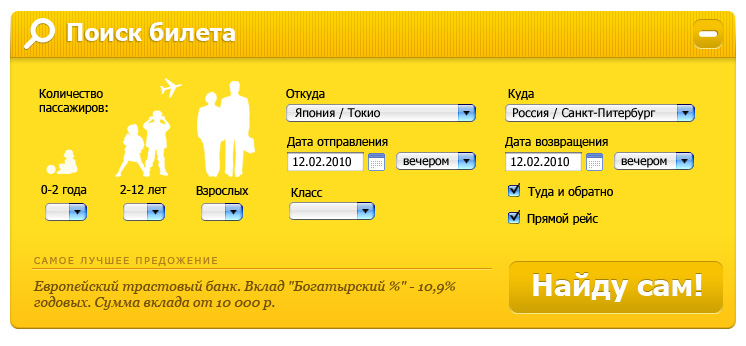 Поиск билета
Количество
пассажиров:
0-2 года
2-12 лет
Взрослых
Откуда
Япония / Токио
Куда
Россия / Санкт-Питербург
Дата отправления
12.02.2010
вечером
Дата возвращения
12.02.2010
вечером
Класс
Туда и обратно
Прямой рейс
САМОЕ ЛУЧШЕЕ ПРЕДОЖЕНИЕ
Европейский трастовый банк. Вклад "Богатырский %" - 10,9%
годовых. Сумма вклада от 10 000 р.
Найду сам!